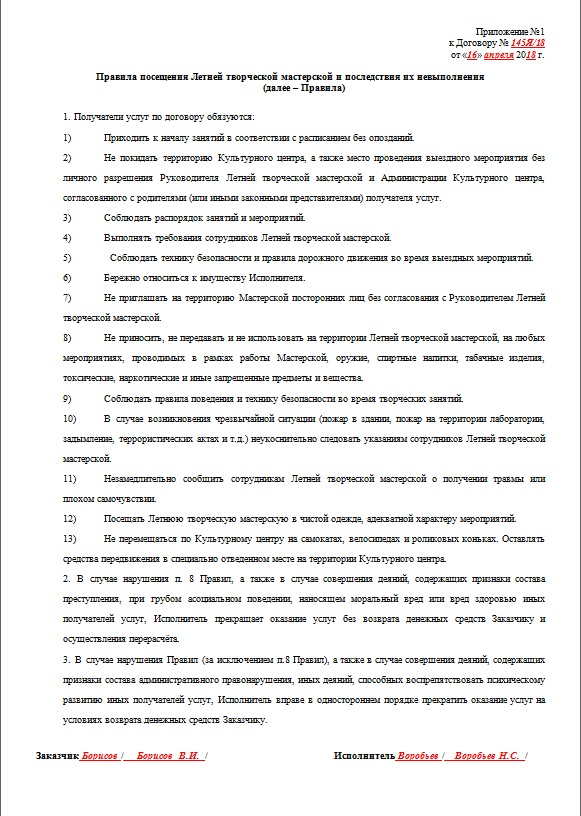 Приложение №1
к Договору № 145Я/18
от «16» апреля 2018 г.
Правила посещения Летней творческой мастерской и последствия их невыполнения
(далее – Правила)
1. Получатели услуг по договору обязуются:
1) Приходить к началу занятий в соответствии с расписанием без опозданий.
2) Не покидать территорию Культурного центра, а также место проведения выездного мероприятия без
личного разрешения Руководителя Летней творческой мастерской и Администрации Культурного центра,
согласованного с родителями (или иными законными представителями) получателя услуг.
3) Соблюдать распорядок занятий и мероприятий.
4) Выполнять требования сотрудников Летней творческой мастерской.
5) Соблюдать технику безопасности и правила дорожного движения во время выездных мероприятий.
6) Бережно относиться к имуществу Исполнителя.
7) Не приглашать на территорию Мастерской посторонних лиц без согласования с Руководителем Летней
творческой мастерской.
8) Не приносить, не передавать и не использовать на территории Летней творческой мастерской, на любых
мероприятиях, проводимых в рамках работы Мастерской, оружие, спиртные напитки, табачные изделия,
токсические, наркотические и иные запрещенные предметы и вещества.
9) Соблюдать правила поведения и технику безопасности во время творческих занятий.
10) В случае возникновения чрезвычайной ситуации (пожар в здании, пожар на территории лаборатории,
задымление, террористических актах и т.д.) неукоснительно следовать указаниям сотрудников Летней творческой
мастерской.
11) Незамедлительно сообщить сотрудникам Летней творческой мастерской о получении травмы или
плохом самочувствии.
12) Посещать Летнюю творческую мастерскую в чистой одежде, адекватной характеру мероприятий.
13) Не перемещаться по Культурному центру на самокатах, велосипедах и роликовых коньках. Оставлять
средства передвижения в специально отведенном месте на территории Культурного центра.
2. В случае нарушения п. 8 Правил, а также в случае совершения деяний, содержащих признаки состава
преступления, при грубом асоциальном поведении, наносящем моральный вред или вред здоровью иных
получателей услуг, Исполнитель прекращает оказание услуг без возврата денежных средств Заказчику и
осуществления перерасчёта.
3. В случае нарушения Правил (за исключением п.8 Правил), а также в случае совершения деяний, содержащих
признаки состава административного правонарушения, иных деяний, способных воспрепятствовать психическому
развитию иных получателей услуг, Исполнитель вправе в одностороннем порядке прекратить оказание услуг на
условиях возврата денежных средств Заказчику.
Заказчик Борисов / Борисов В.И. / Исполнитель Воробьев / Воробьев Н.С. /